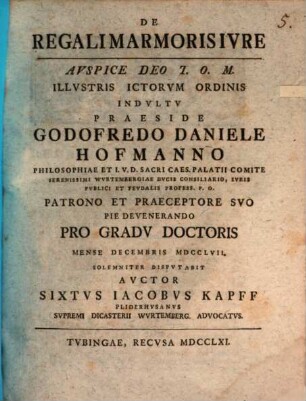 5.
DE
REGALI MARMORIS IVRE
AVSPICE DEO T. O. M.
ILLVSTRIS ICTORVM ORDINIS
INDVLTV
PRAESIDE
GODOFREDO DANIELE
HOFMANNO
PHILOSOPHIAE ET I. V. D. SACRI CAES. PALATII COMITE
SERENISSIMI WVRTEMBERGIAE DVCIS CONSILIARIO, IVRIS
PVBLICI ET FEVDALIS PROFESS. P. O.
PATRONO ET PRAECEPTORE SVO
PIE DEVENERANDO
PRO GRADV DOCTORIS
MENSE DECEMBRIS MDCCLVII.
SOLEMNITER DISPVTABIT
AVCTOR
SIXTVS IACOBVS KAPFF
PLIDERHVSANVS
SVPREMI DICASTERII WVRTEMBERG. ADVOCATVS.
TVBINGAE, RECVSA MDCCLXI.